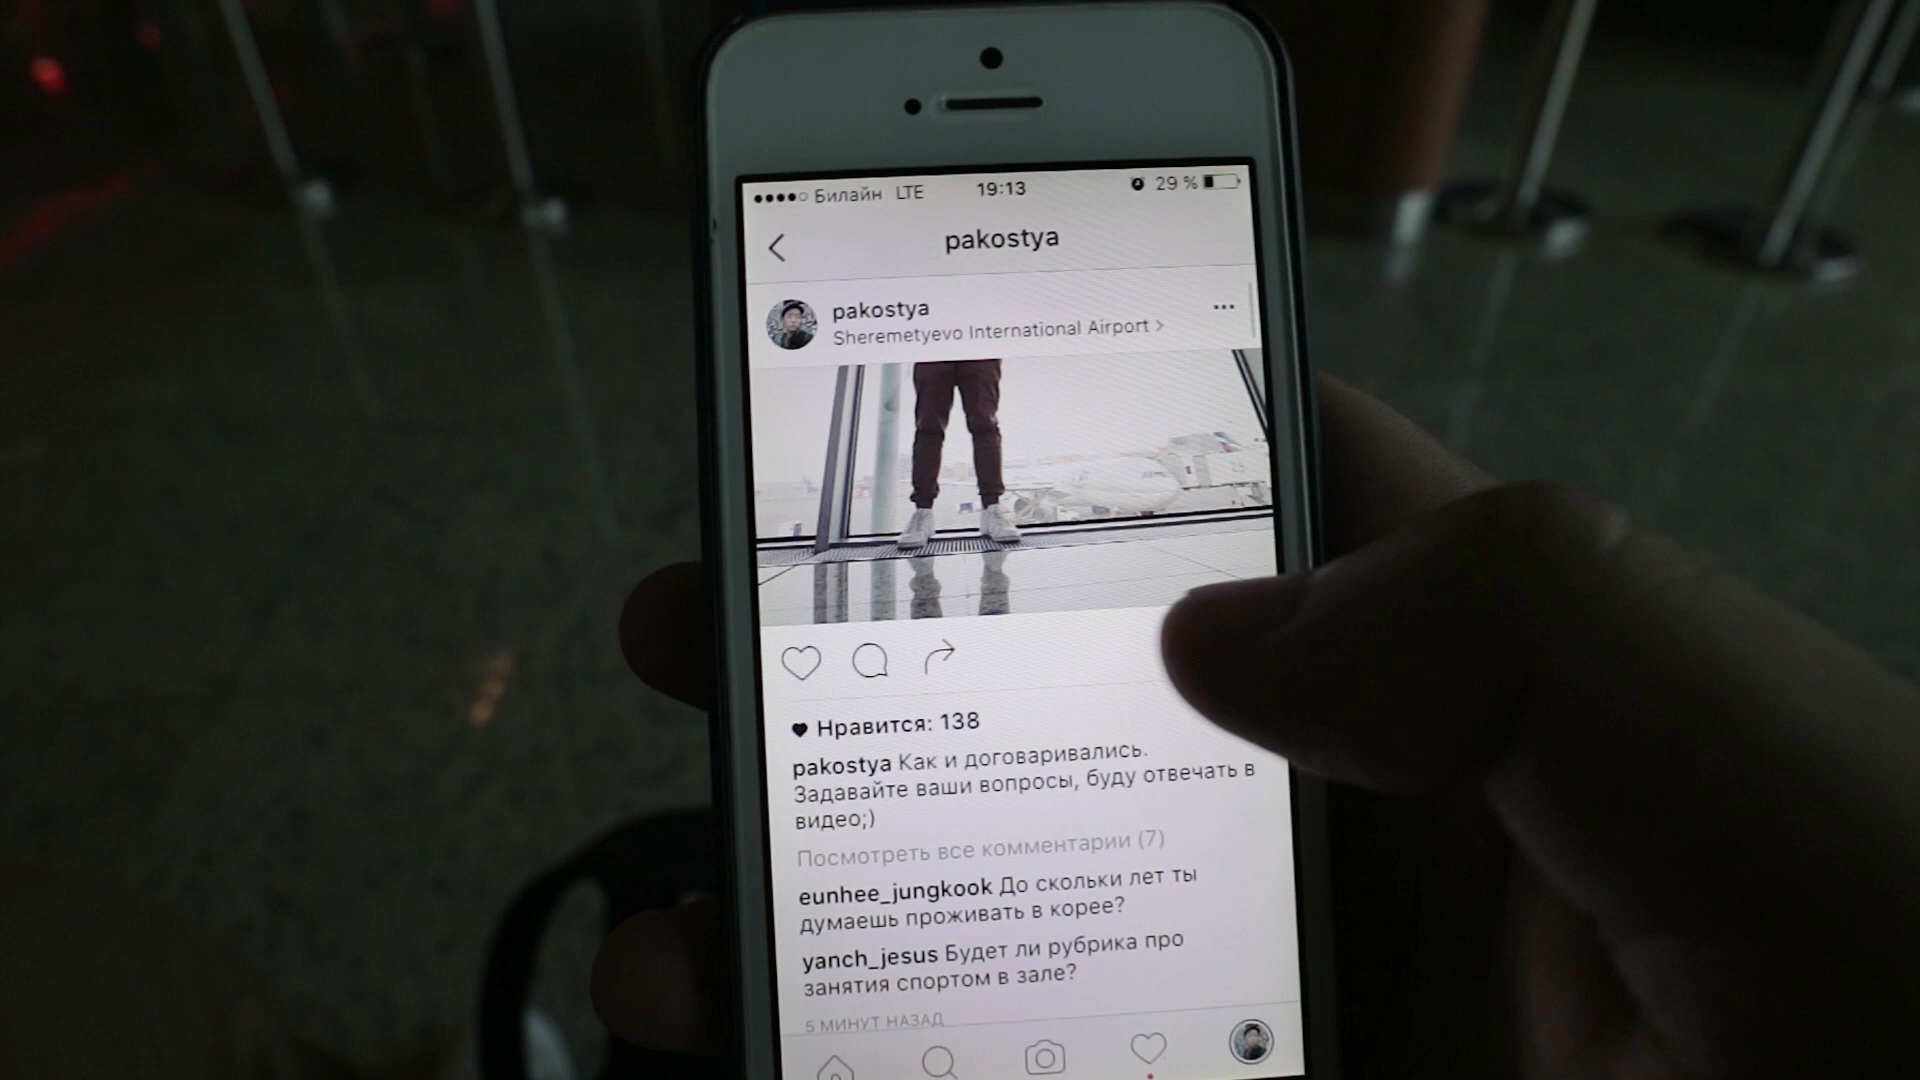 Билайн LTE 19:13 29 %
pakostya
pakostya
Sheremetyevo International Airport >
Нравится: 138
pakostya Как и договаривались.
Задавайте ваши вопросы, буду отвечать в
видео;)
Посмотреть все комментарии (7)
eunhee_jungkook До скольки лет ты
думаешь проживать в корее?
yanch_jesus Будет ли рубрика про
занятия спортом в зале?
5 МИНУТ НАЗАД